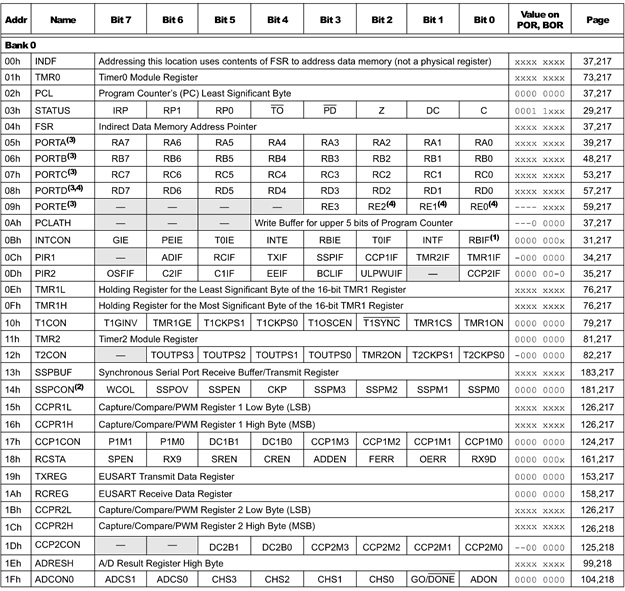 Addr Name Bit 7 Bit 6 Bit 5 Bit 4 Bit 3 Bit 2 Bit 1 Bit 0 Value on POR, BOR Page
Bank 0
00h INDF Addressing this location uses contents of FSR to address data memory (not a physical register) xxxx xxxx 37,217
01h TMR0 Timer0 Module Register xxxx xxxx 73,217
02h PCL Program Counter's (PC) Least Significant Byte 0000 0000 37,217
03h STATUS IRP RP1 RP0 TO PD Z DC C 0001 1xxx 29,217
04h FSR Indirect Data Memory Address Pointer xxxx xxxx 37,217
05h PORTA(3) RA7 RA6 RA5 RA4 RA3 RA2 RA1 RA0 xxxx xxxx 39,217
06h PORTB(3) RB7 RB6 RB5 RB4 RB3 RB2 RB1 RB0 xxxx xxxx 48,217
07h PORTC(3) RC7 RC6 RC5 RC4 RC3 RC2 RC1 RC0 xxxx xxxx 53,217
08h PORTD(3,4) RD7 RD6 RD5 RD4 RD3 RD2 RD1 RD0 xxxx xxxx 57,217
09h PORTE(3) — — — — RE3 RE2(4) RE1(4) RE0(4) ---- xxxx 59,217
0Ah PCLATH — — — Write Buffer for upper 5 bits of Program Counter ---0 0000 37,217
0Bh INTCON GIE PEIE T0IE INTE RBIE T0IF INTF RBIF(1) 0000 000x 31,217
0Ch PIR1 — ADIF RCIF TXIF SSPIF CCP1IF TMR2IF TMR1IF -000 0000 34,217
0Dh PIR2 OSFIF C2IF C1IF EEIF BCLIF ULPWUIF — CCP2IF 0000 00-0 35,217
0Eh TMR1L Holding Register for the Least Significant Byte of the 16-bit TMR1 Register xxxx xxxx 76,217
0Fh TMR1H Holding Register for the Most Significant Byte of the 16-bit TMR1 Register xxxx xxxx 76,217
10h T1CON T1GINV TMR1GE T1CKPS1 T1CKPS0 T1OSCEN T1SYNC TMR1CS TMR1ON 0000 0000 79,217
11h TMR2 Timer2 Module Register 0000 0000 81,217
12h T2CON — TOUTPS3 TOUTPS2 TOUTPS1 TOUTPS0 TMR2ON T2CKPS1 T2CKPS0 -000 0000 82,217
13h SSPBUF Synchronous Serial Port Receive Buffer/Transmit Register xxxx xxxx 183,217
14h SSPCON(2) WCOL SSPOV SSPEN CKP SSPM3 SSPM2 SSPM1 SSPM0 0000 0000 181,217
15h CCPR1L Capture/Compare/PWM Register 1 Low Byte (LSB) xxxx xxxx 126,217
16h CCPR1H Capture/Compare/PWM Register 1 High Byte (MSB) xxxx xxxx 126,217
17h CCP1CON P1M1 P1M0 DC1B1 DC1B0 CCP1M3 CCP1M2 CCP1M1 CCP1M0 0000 0000 124,217
18h RCSTA SPEN RX9 SREN CREN ADDEN FERR OERR RX9D 0000 000x 161,217
19h TXREG EUSART Transmit Data Register 0000 0000 153,217
1Ah RCREG EUSART Receive Data Register 0000 0000 158,217
1Bh CCPR2L Capture/Compare/PWM Register 2 Low Byte (LSB) xxxx xxxx 126,217
1Ch CCPR2H Capture/Compare/PWM Register 2 High Byte (MSB) xxxx xxxx 126,218
1Dh CCP2CON — — DC2B1 DC2B0 CCP2M3 CCP2M2 CCP2M1 CCP2M0 --00 0000 125,218
1Eh ADRESH A/D Result Register High Byte xxxx xxxx 99,218
1Fh ADCON0 ADCS1 ADCS0 CHS3 CHS2 CHS1 CHS0 GO/DONE ADON 0000 0000 104,218